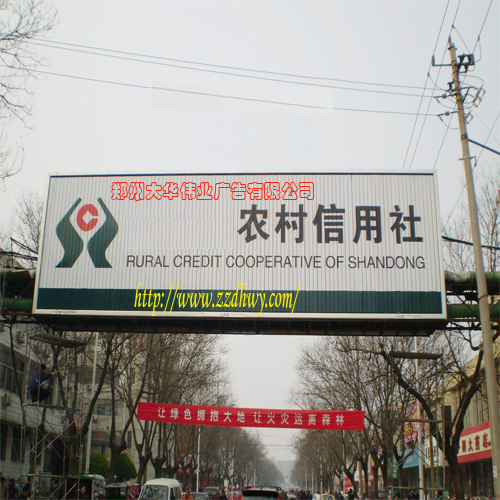 郑州大华伟业广告有限公司
农村信用社
RURAL CREDIT COOPERATIVE OF SHANDONG
http://www.zzdhwy.com/
让绿色拥抱大地 让火灾远离森林